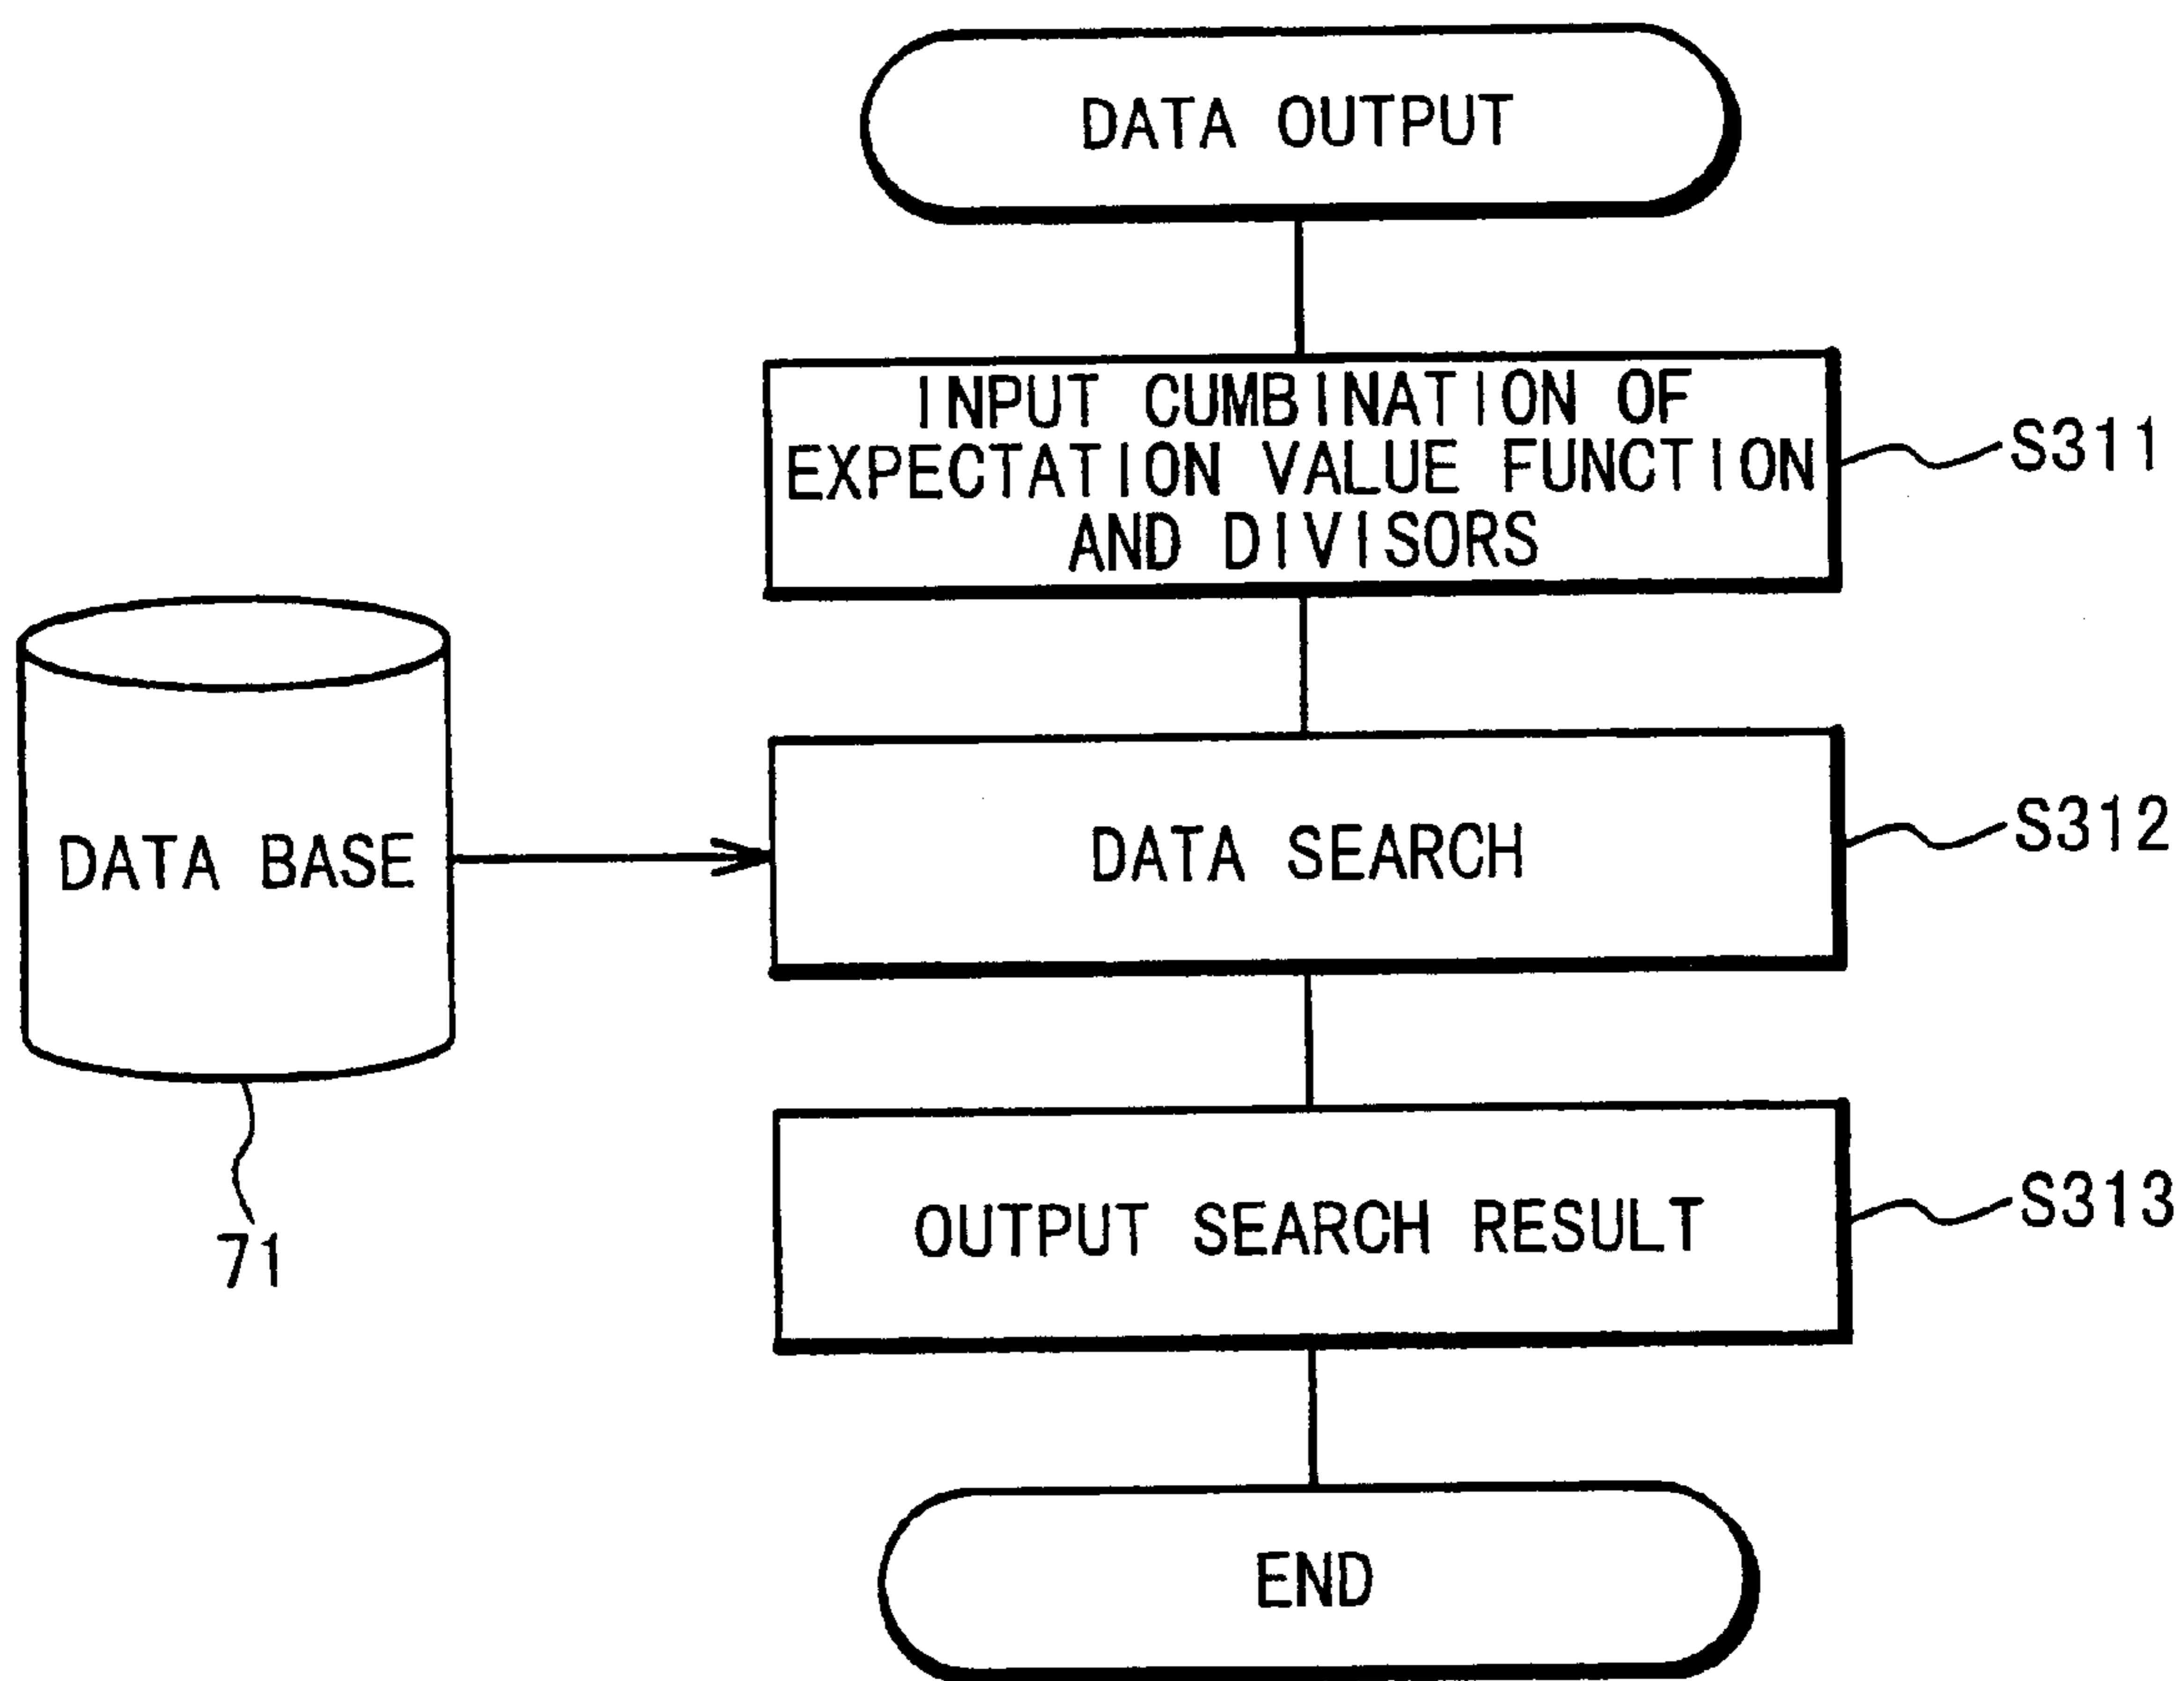 DATA OUTPUT
INPUT CUMBINATION OF
EXPECTATION VALUE FUNCTION
AND DIVISORS
S311
DATA BASE
71
DATA SEARCH
S312
OUTPUT SEARCH RESULT
S313
END